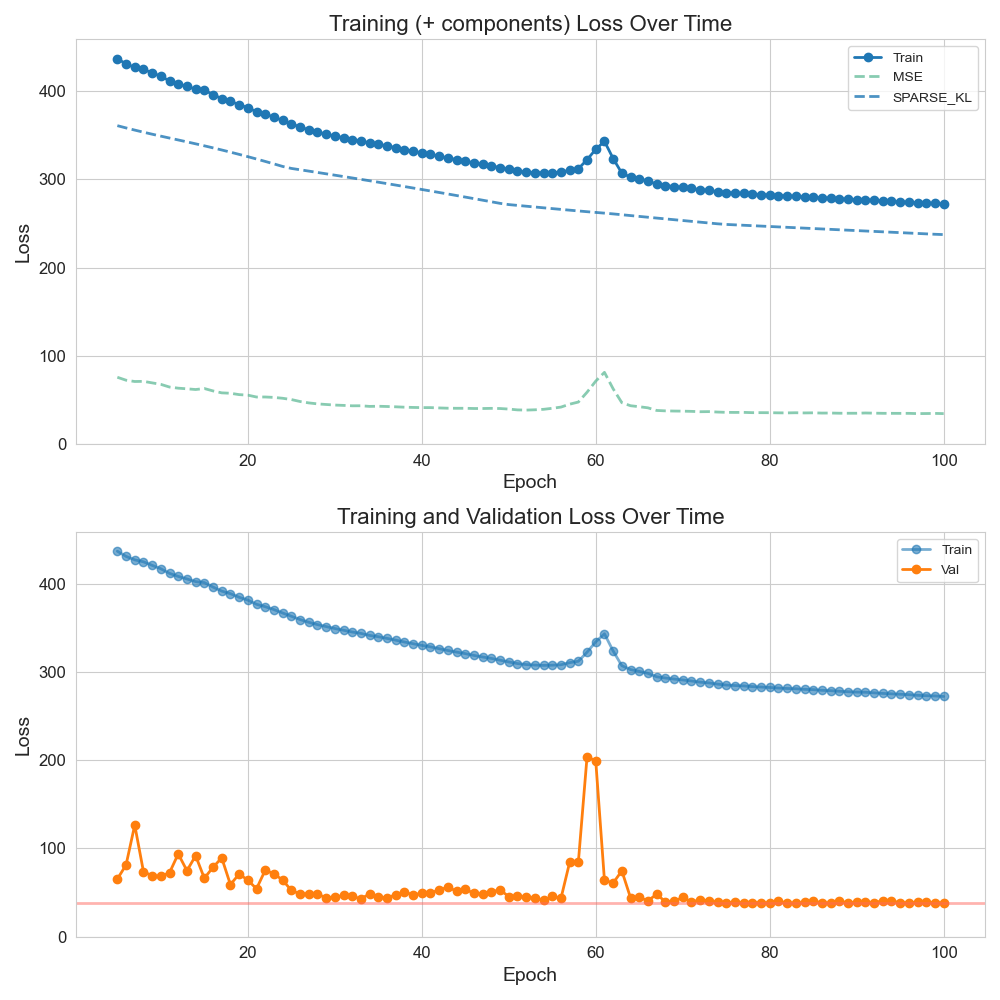 Training (+ components) Loss Over Time
Train
MSE
SPARSE_KL
Loss
400
300
200
100
0
20 40 60 80 100
Epoch
Training and Validation Loss Over Time
Train
Val
Loss
400
300
200
100
0
20 40 60 80 100
Epoch